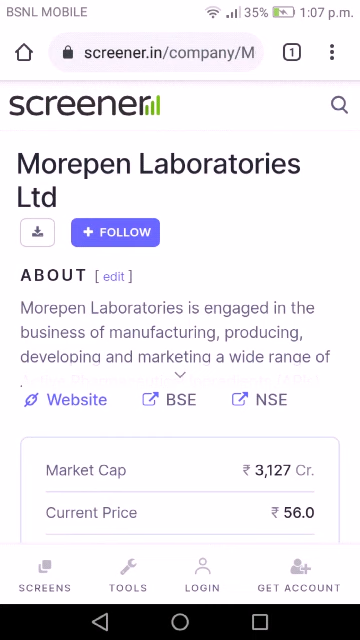 BSNL MOBILE 35% 1:07 p.m.
screener.in/company/M 1
screener
Morepen Laboratories
Ltd
+ FOLLOW
ABOUT [ edit ]
Morepen Laboratories is engaged in the
business of manufacturing, producing,
developing and marketing a wide range of
Website BSE NSE
Market Cap ₹ 3,127 Cr.
Current Price ₹ 56.0
SCREENS TOOLS LOGIN GET ACCOUNT